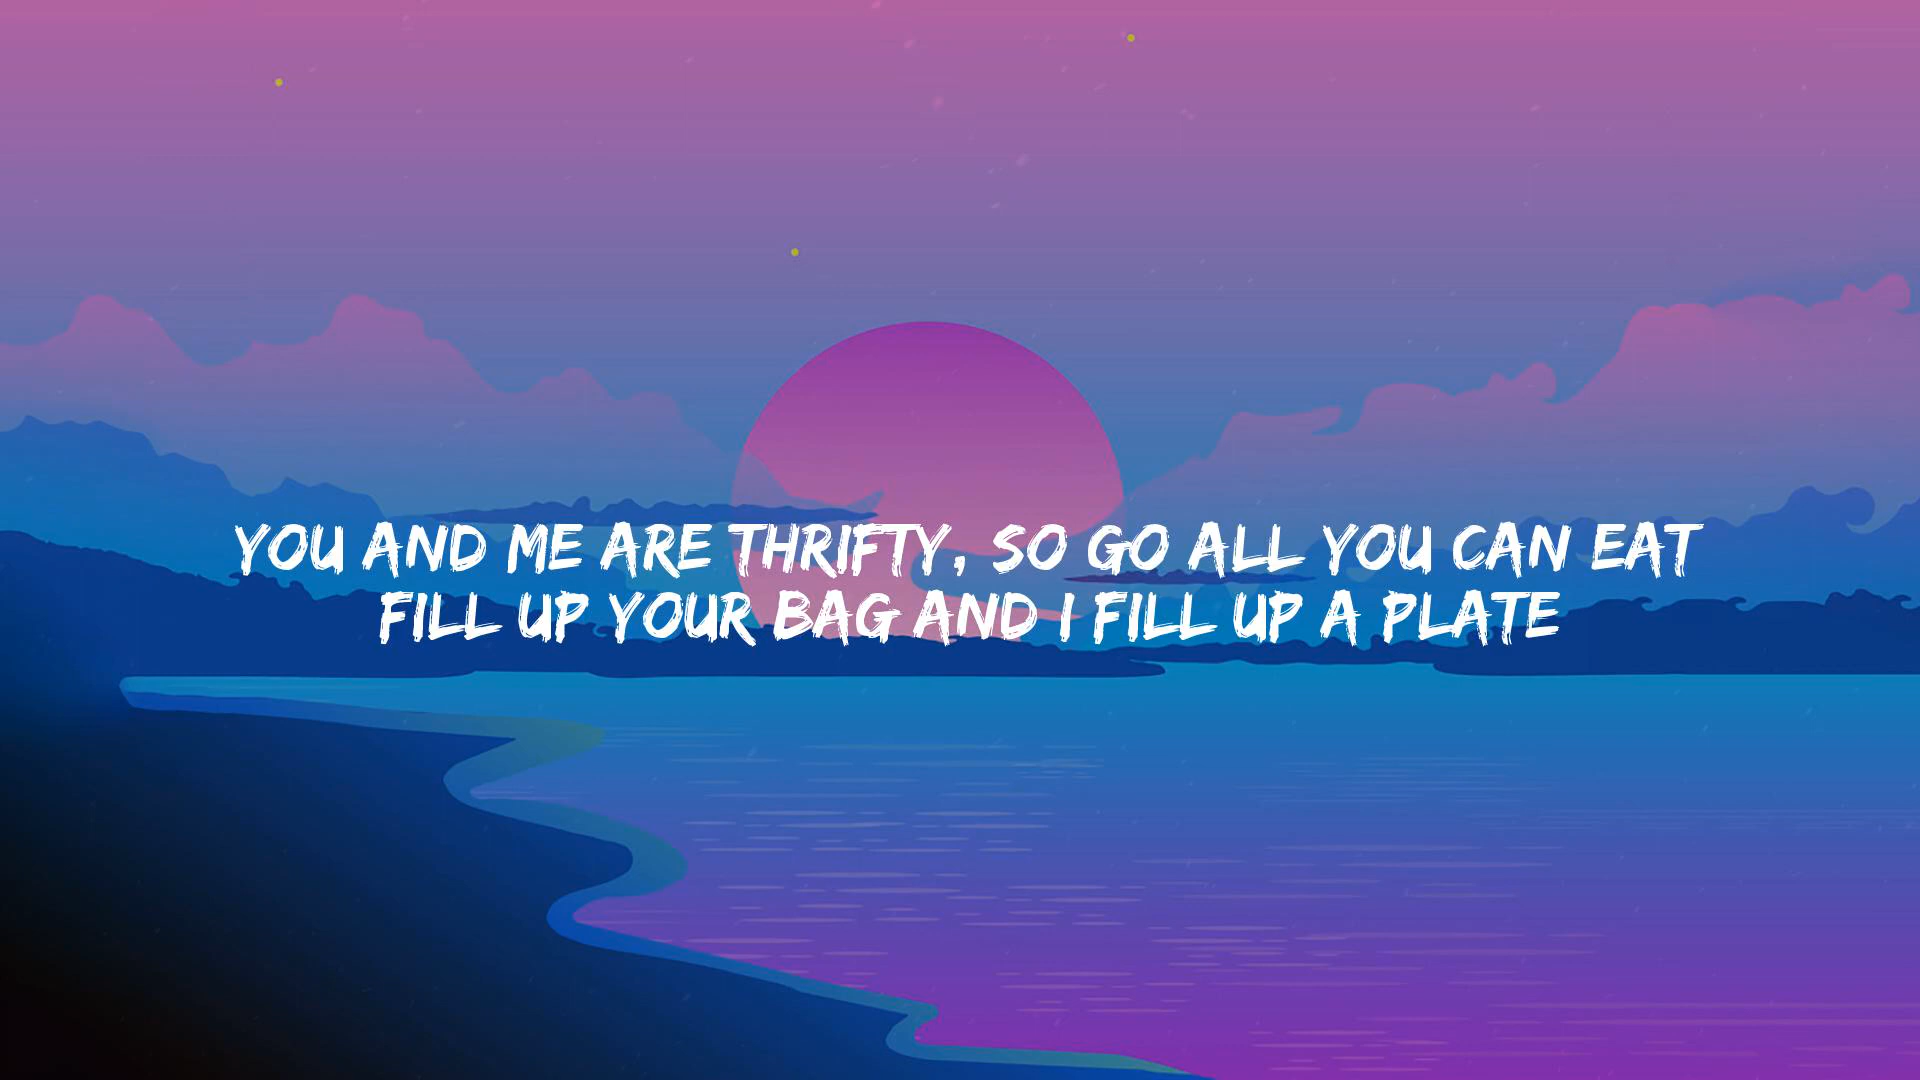 YOU AND ME ARE THRIFTY, SO GO ALL YOU CAN EAT
FILL UP YOUR BAG AND I FILL UP A PLATE